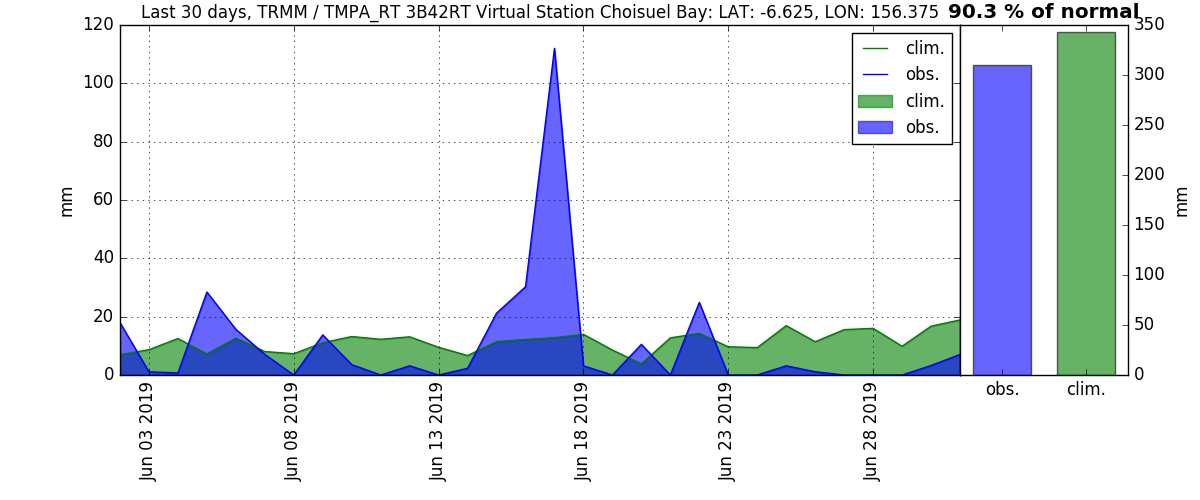 Last 30 days, TRMM / TMPA_RT 3B42RT Virtual Station Choisuel Bay: LAT: -6.625, LON: 156.375 90.3 % of normal
120
100
80
60
40
20
0
mm
clim.
obs.
clim.
obs.
Jun 03 2019
Jun 08 2019
Jun 13 2019
Jun 18 2019
Jun 23 2019
Jun 28 2019
350
300
250
200
150
100
50
0
mm
obs.
clim.